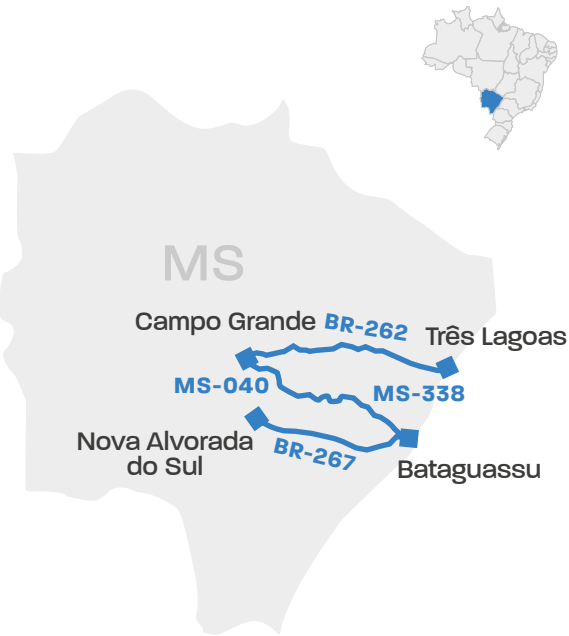 MS
Campo Grande
BR-262
Três Lagoas
MS-040
MS-338
Nova Alvorada
do Sul
BR-267
Bataguassu